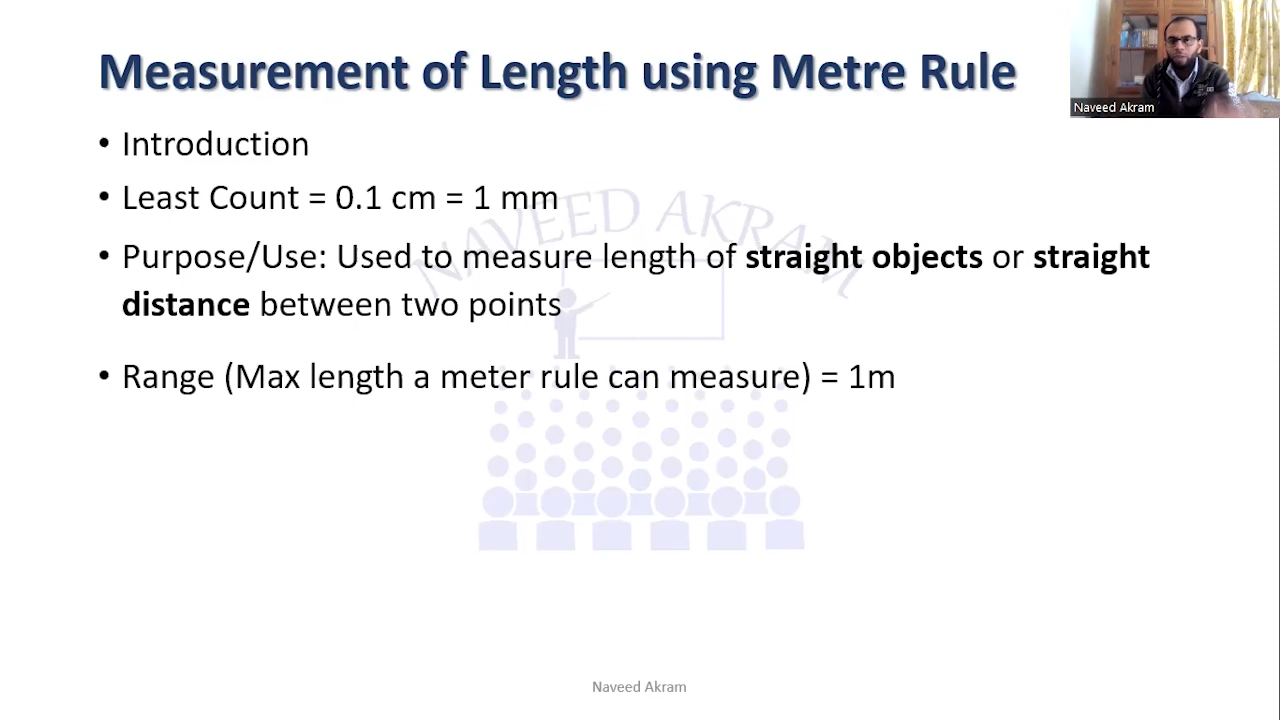 Measurement of Length using Metre Rule
Naveed Akram
• Introduction
• Least Count = 0.1 cm = 1 mm
• Purpose/Use: Used to measure length of straight objects or straight
distance between two points
• Range (Max length a meter rule can measure) = 1m
NAVEED AKRAM
Naveed Akram